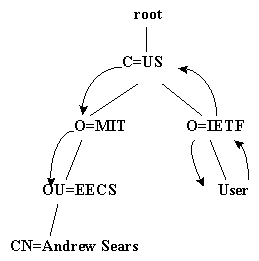 root
C=US
O=MIT
O=IETF
OU=EECS
User
CN=Andrew Sears